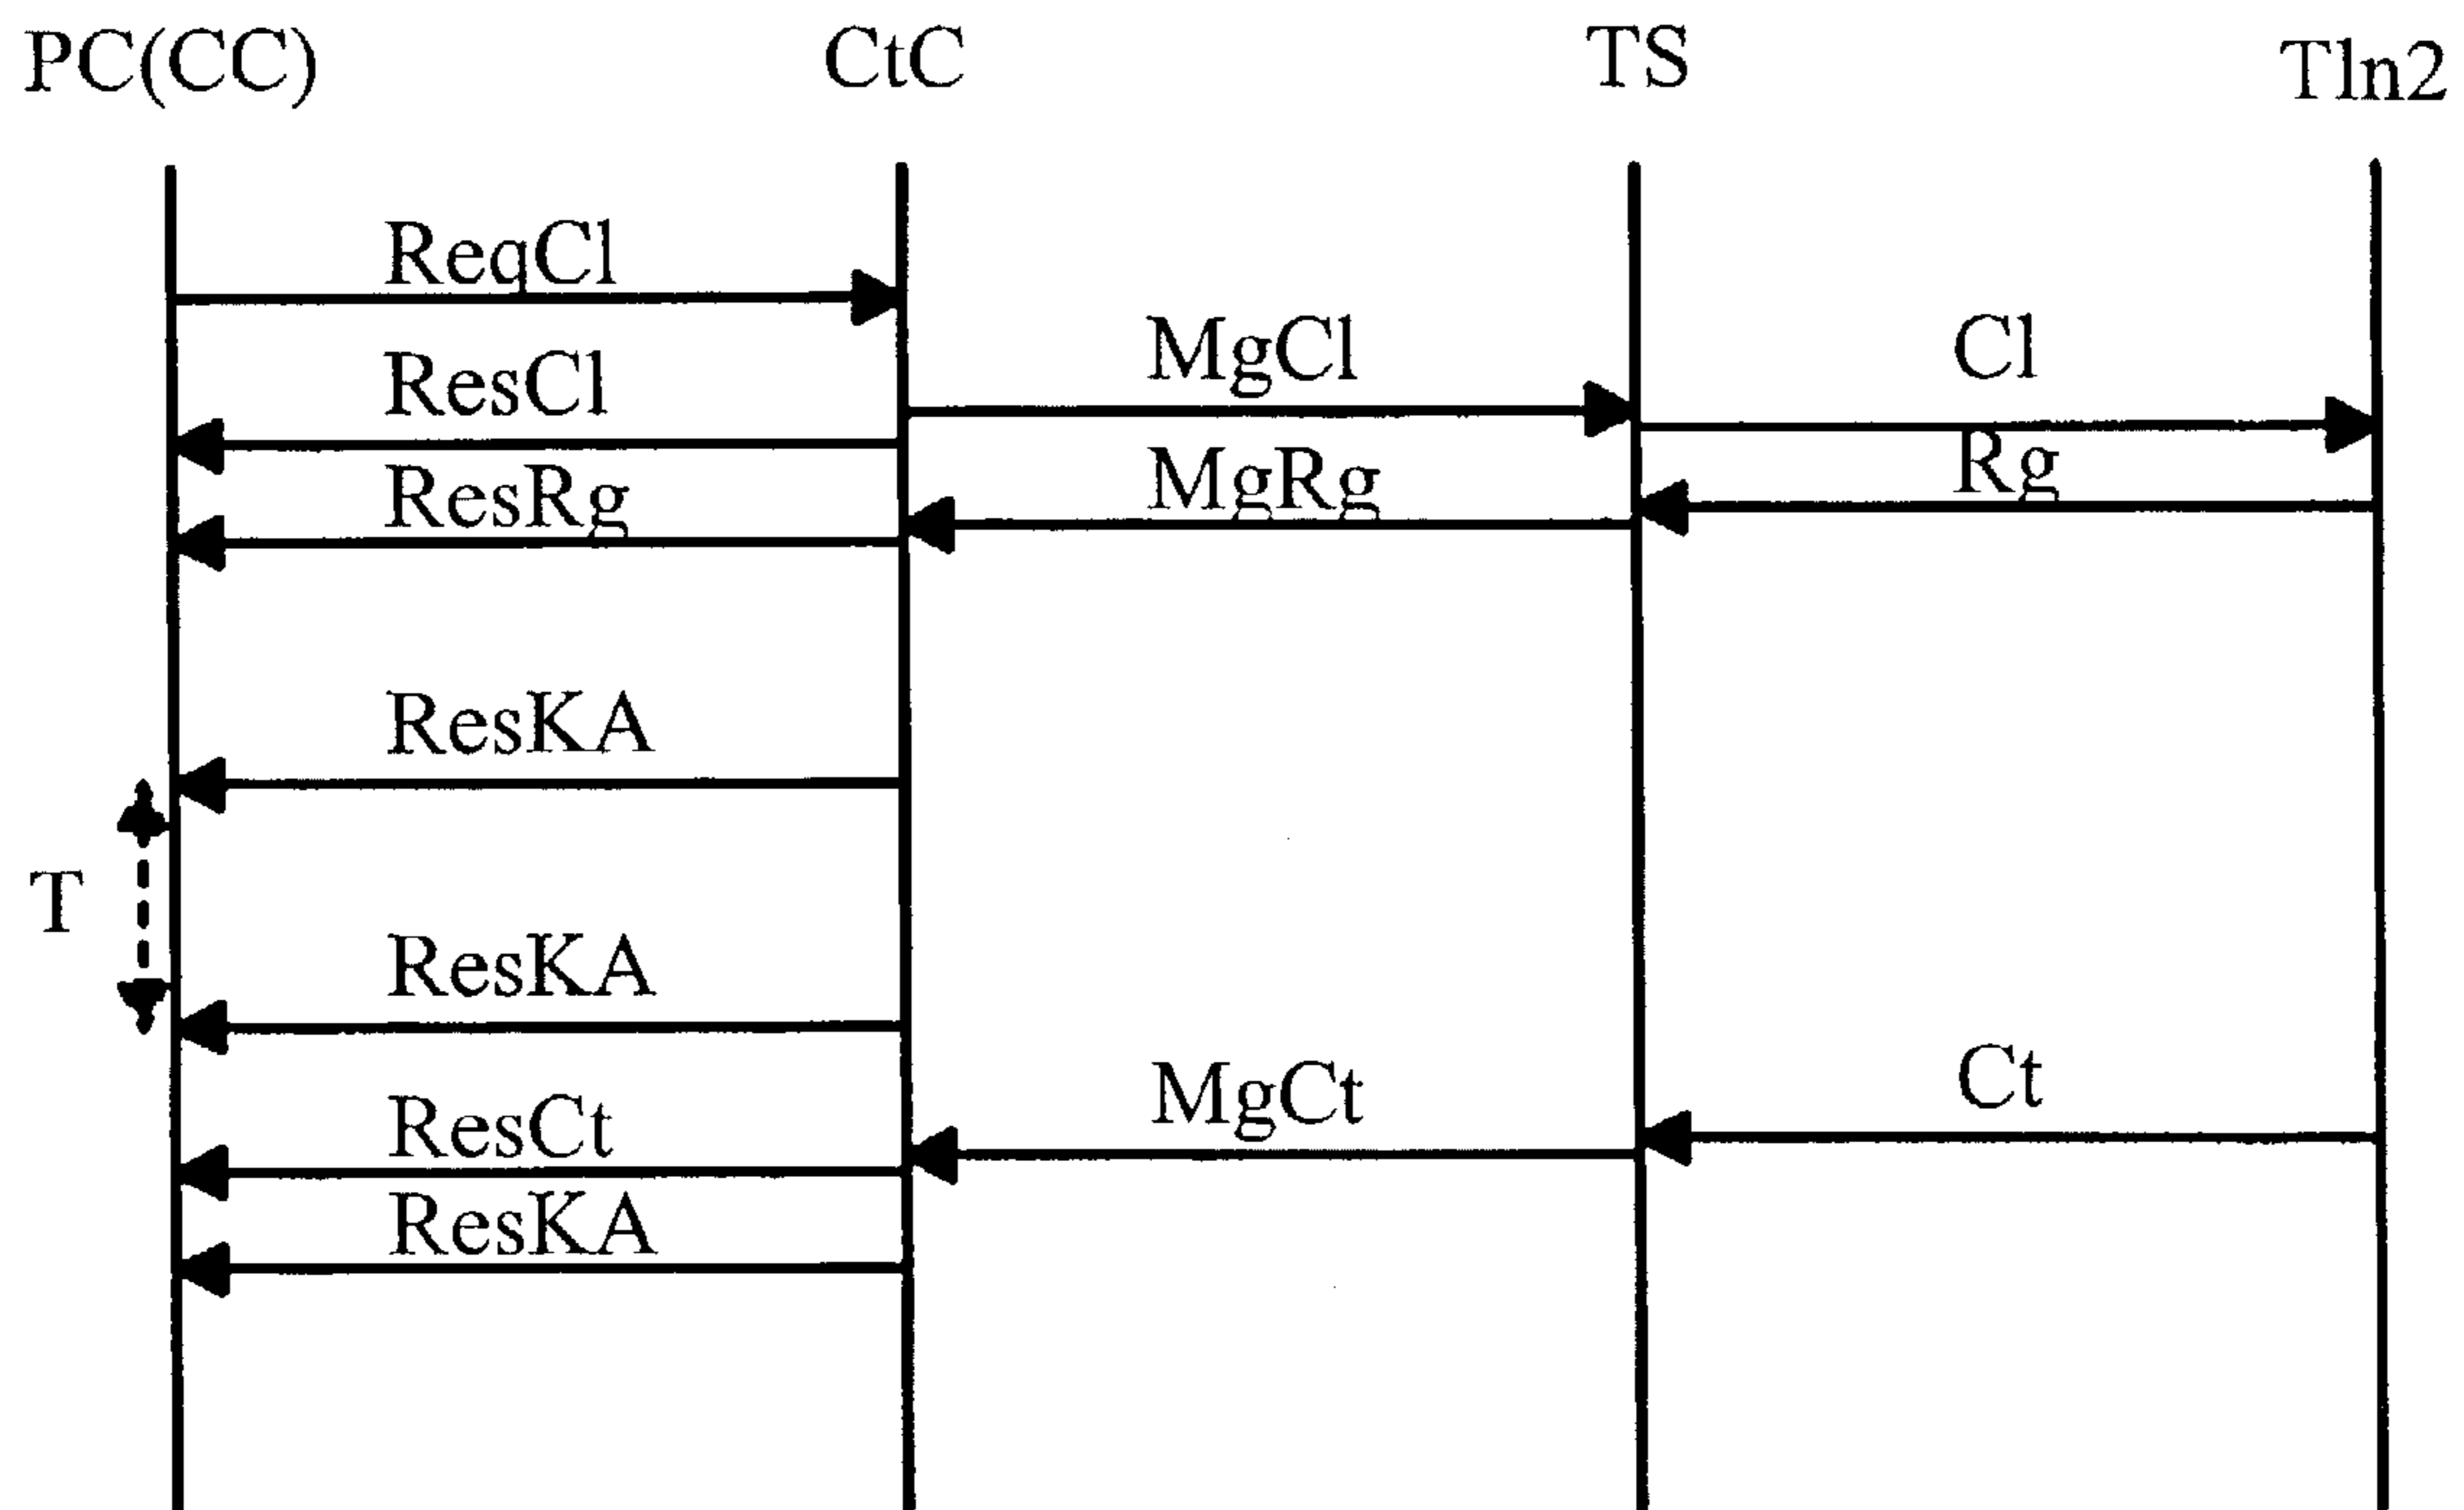 PC(CC) CtC TS Tln2
ReqCl
MgCl Cl
ResCl
MgRg Rg
ResRg
ResKA
T
ResKA
MgCt Ct
ResCt
ResKA